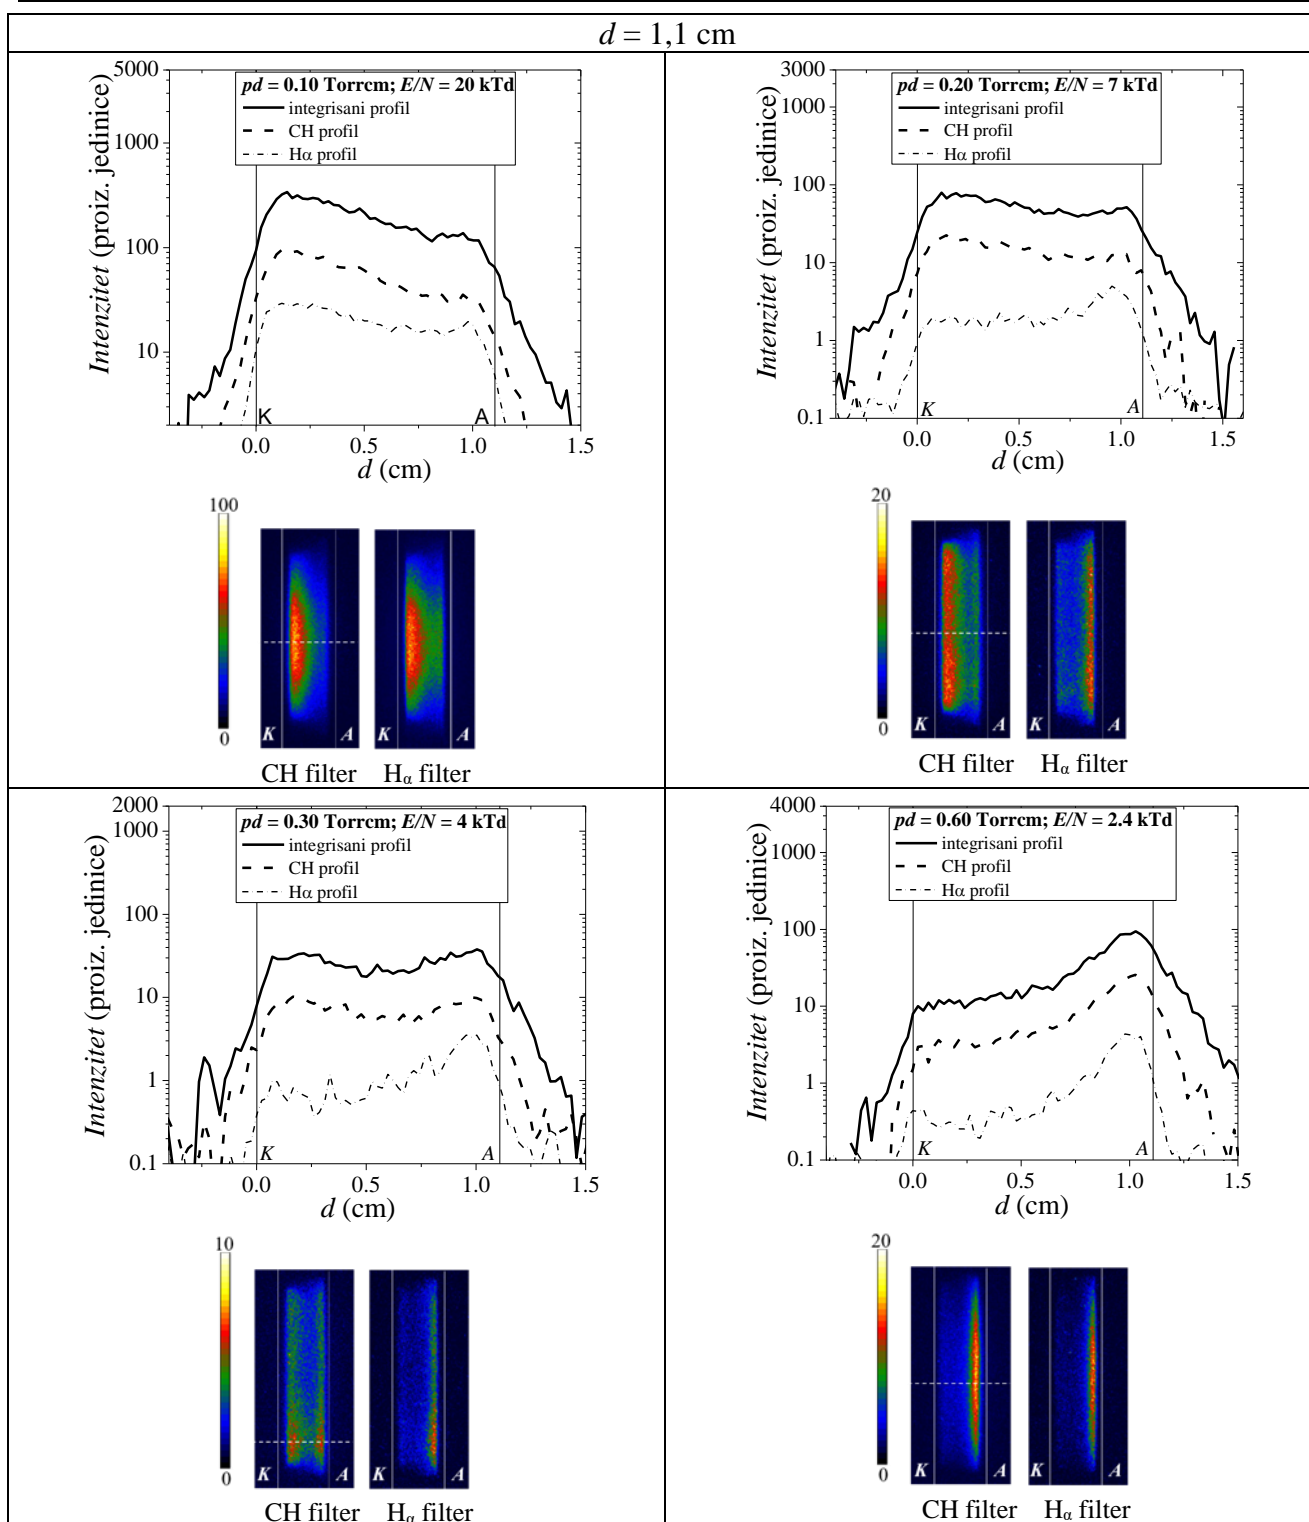 d = 1,1 cm
pd = 0.10 Torrcm; E/N = 20 kTd
integrisani profil
CH profil
Hα profil
Intenzitet (proiz. jedinice)
5000
1000
100
10
K
A
0.0 0.5 1.0 1.5
d (cm)
100
0
K A
K A
CH filter Hα filter
pd = 0.20 Torrcm; E/N = 7 kTd
integrisani profil
CH profil
Hα profil
Intenzitet (proiz. jedinice)
3000
1000
100
10
1
0.1
K
A
0.0 0.5 1.0 1.5
d (cm)
20
0
K A
K A
CH filter Hα filter
pd = 0.30 Torrcm; E/N = 4 kTd
integrisani profil
CH profil
Hα profil
Intenzitet (proiz. jedinice)
2000
1000
100
10
1
0.1
K
A
0.0 0.5 1.0 1.5
d (cm)
10
0
K A
K A
CH filter Hα filter
pd = 0.60 Torrcm; E/N = 2.4 kTd
integrisani profil
CH profil
Hα profil
Intenzitet (proiz. jedinice)
4000
1000
100
10
1
0.1
K
A
0.0 0.5 1.0 1.5
d (cm)
20
0
K A
K A
CH filter Hα filter